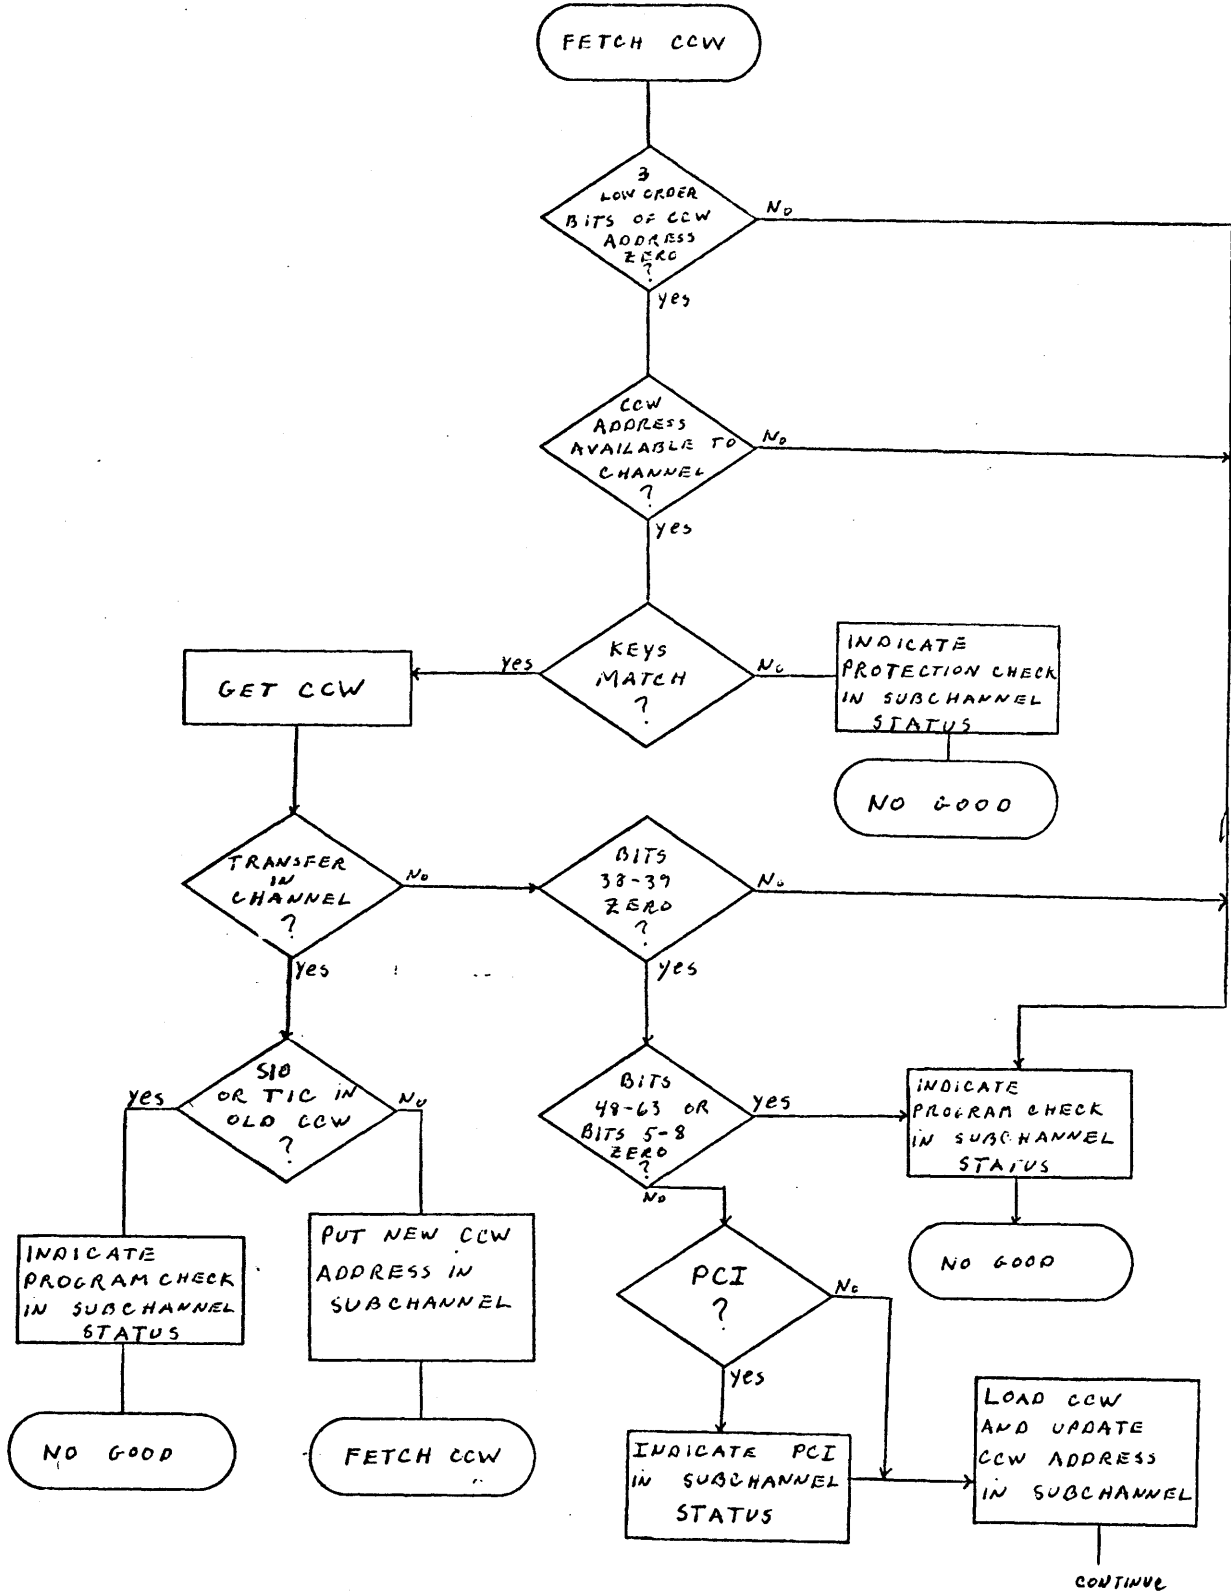 FETCH CCW
3
LOW ORDER
BITS OF CCW
ADDRESS
ZERO
?
No
yes
CCW
ADDRESS
AVAILABLE TO
CHANNEL
?
No
yes
KEYS
MATCH
?
yes
No
GET CCW
INDICATE
PROTECTION CHECK
IN SUBCHANNEL
STATUS
NO GOOD
TRANSFER
IN
CHANNEL
?
No
yes
BITS
38-39
ZERO
?
No
yes
SIO
OR TIC IN
OLD CCW
?
yes
No
BITS
48-63 OR
BITS 5-8
ZERO
?
yes
No
INDICATE
PROGRAM CHECK
IN SUBCHANNEL
STATUS
NO GOOD
INDICATE
PROGRAM CHECK
IN SUBCHANNEL
STATUS
NO GOOD
PUT NEW CCW
ADDRESS IN
SUBCHANNEL
FETCH CCW
PCI
?
No
yes
INDICATE PCI
IN SUBCHANNEL
STATUS
LOAD CCW
AND UPDATE
CCW ADDRESS
IN SUBCHANNEL
CONTINUE